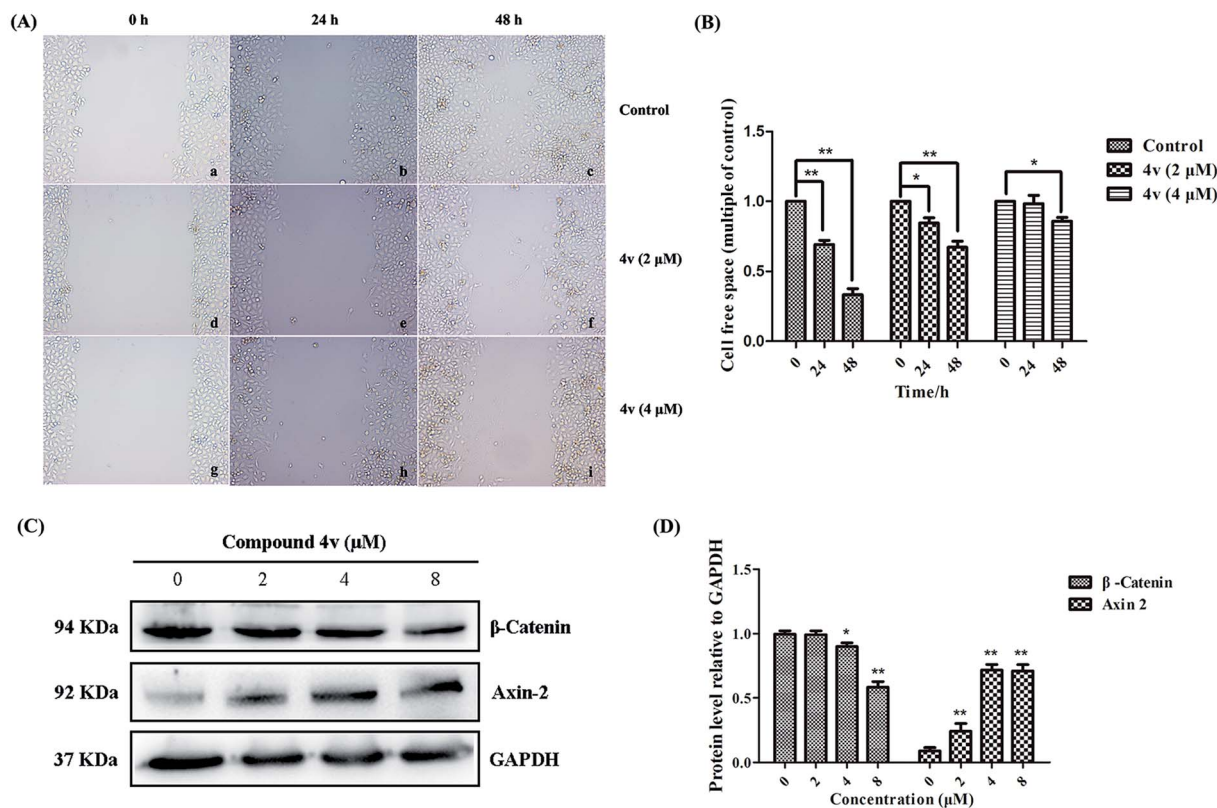 (A)
0 h
24 h
48 h
a
b
c
Control
d
e
f
4v (2 μM)
g
h
i
4v (4 μM)
(B)
Cell free space (multiple of control)
1.5
1.0
0.5
0.0
**
**
**
*
*
0
24
48
0
24
48
0
24
48
Time/h
Control
4v (2 μM)
4v (4 μM)
(C)
Compound 4v (μM)
0 2 4 8
94 KDa β-Catenin
92 KDa Axin-2
37 KDa GAPDH
(D)
Protein level relative to GAPDH
1.5
1.0
0.5
0.0
*
**
**
**
**
0
2
4
8
0
2
4
8
Concentration (μM)
β -Catenin
Axin 2